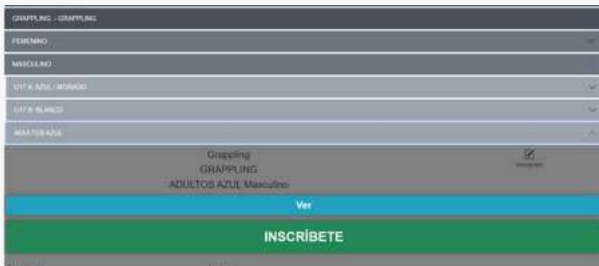 GRAPPLING - GRAPPLING
FEMENINO
MASCULINO
U17 A: AZUL / MORADO
U17 B: BLANCO
ADULTOS AZUL
Grappling
GRAPPLING
ADULTOS AZUL Masculino
Ver
INSCRÍBETE